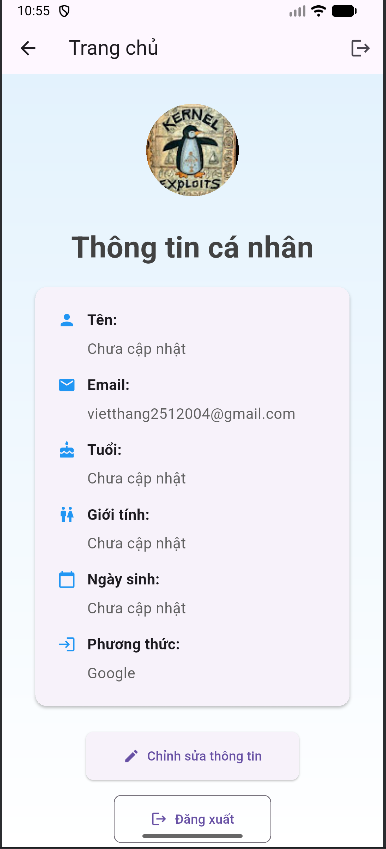 10:55
Trang chủ
KERNEL
EXPLOITS
Thông tin cá nhân
Tên:
Chưa cập nhật
Email:
vietthang2512004@gmail.com
Tuổi:
Chưa cập nhật
Giới tính:
Chưa cập nhật
Ngày sinh:
Chưa cập nhật
Phương thức:
Google
Chỉnh sửa thông tin
Đăng xuất